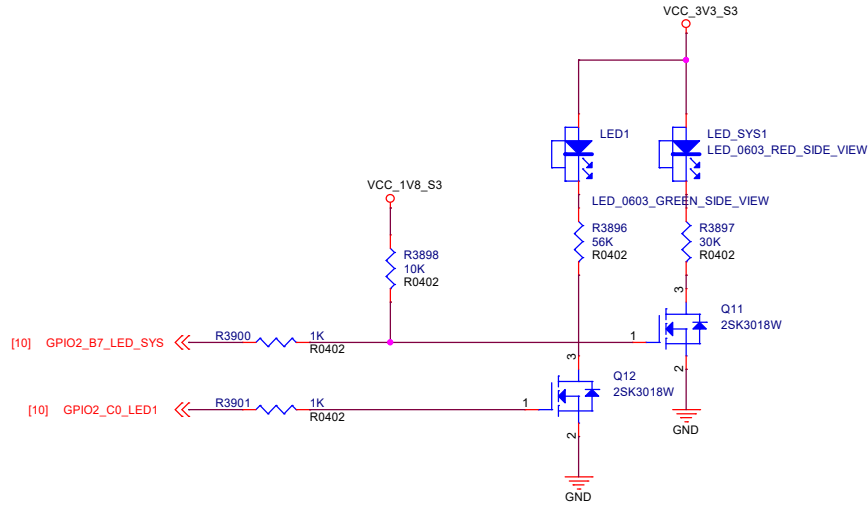 VCC_3V3_S3
LED1
LED_SYS1
LED_0603_RED_SIDE_VIEW
VCC_1V8_S3
LED_0603_GREEN_SIDE_VIEW
R3896
56K
R0402
R3897
30K
R0402
R3898
10K
R0402
3
Q11
2SK3018W
1
2
GND
[10] GPIO2_B7_LED_SYS
R3900
1K
R0402
3
Q12
2SK3018W
1
2
GND
[10] GPIO2_C0_LED1
R3901
1K
R0402